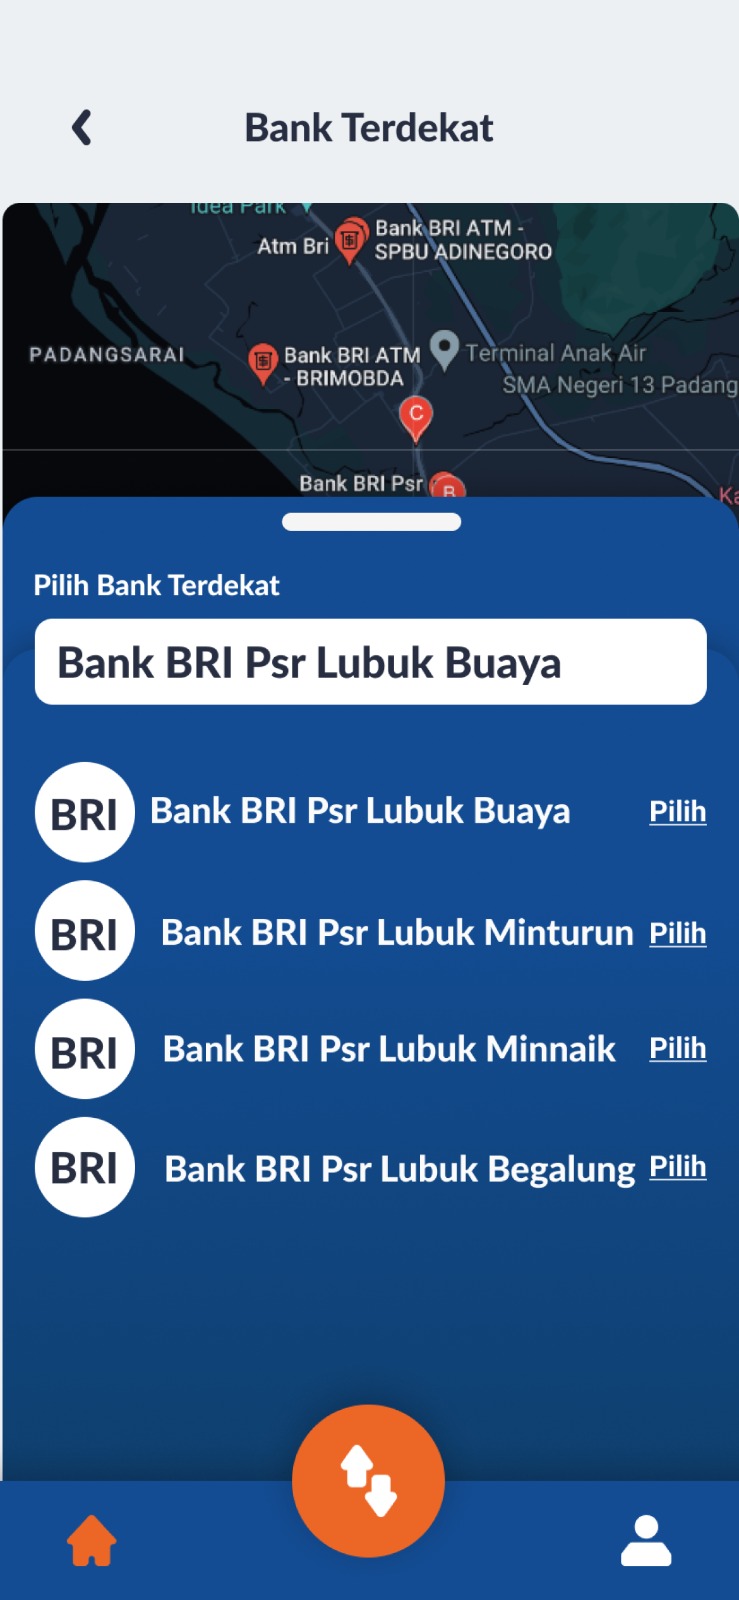 Bank Terdekat
Idea Park
Atm Bri
Bank BRI ATM -
SPBU ADINEGORO
PADANGSARAI
Bank BRI ATM
- BRIMOBDA
Terminal Anak Air
SMA Negeri 13 Padang
C
Bank BRI Psr
B
Ka
Pilih Bank Terdekat
Bank BRI Psr Lubuk Buaya
BRI Bank BRI Psr Lubuk Buaya Pilih
BRI Bank BRI Psr Lubuk Minturun Pilih
BRI Bank BRI Psr Lubuk Minnaik Pilih
BRI Bank BRI Psr Lubuk Begalung Pilih